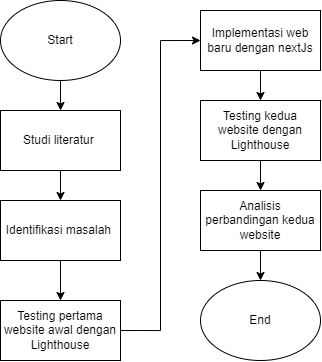 Start
Studi literatur
Identifikasi masalah
Testing pertama
website awal dengan
Lighthouse
Implementasi web
baru dengan nextJs
Testing kedua
website dengan
Lighthouse
Analisis
perbandingan kedua
website
End